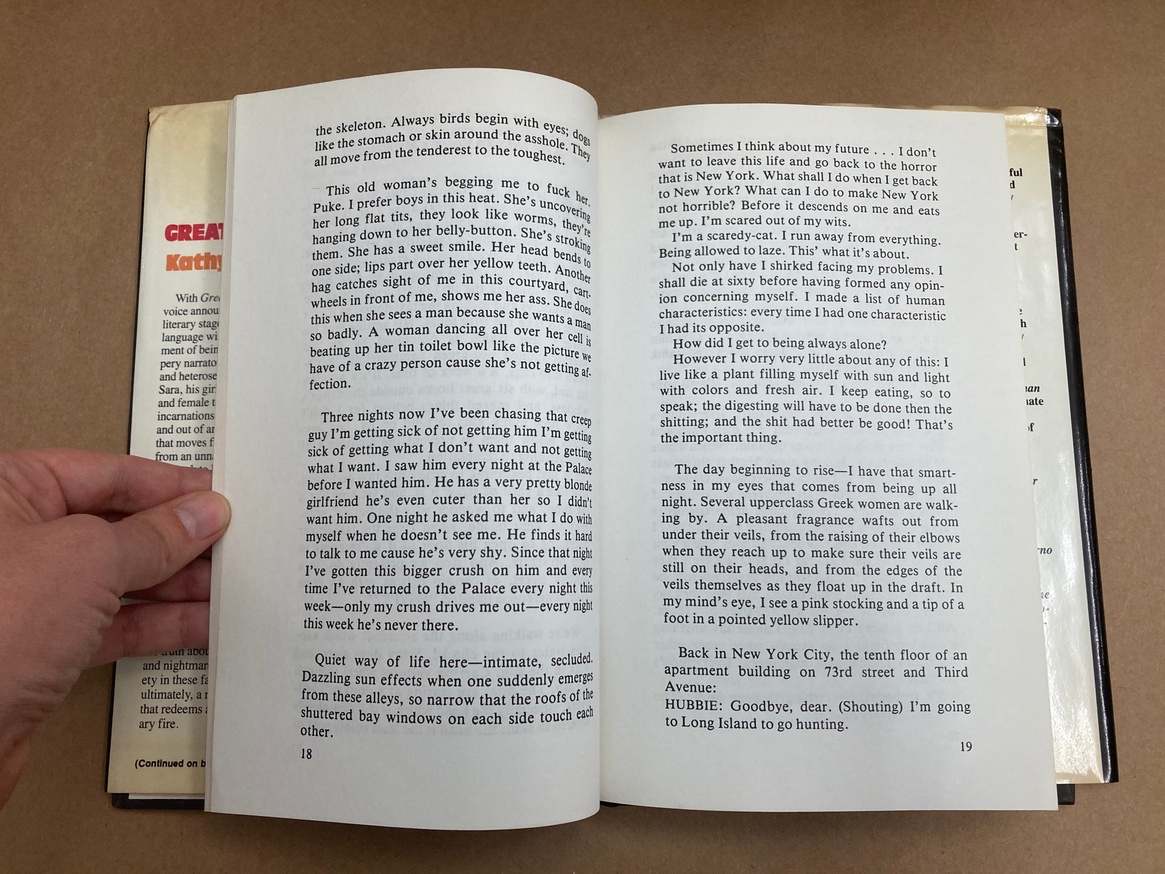 the skeleton. Always birds begin with eyes; dogs
like the stomach or skin around the asshole. They
all move from the tenderest to the toughest.
This old woman's begging me to fuck her.
Puke. I prefer boys in this heat. She's uncovering
her long flat tits, they look like worms, they're
hanging down to her belly-button. She's stroking
them. She has a sweet smile. Her head bends to
one side; lips part over her yellow teeth. Another
hag catches sight of me in this courtyard, cart-
wheels in front of me, shows me her ass. She does
this when she sees a man because she wants a man
so badly. A woman dancing all over her cell is
beating up her tin toilet bowl like the picture we
have of a crazy person cause she's not getting af-
fection.
Three nights now I've been chasing that creep
guy I'm getting sick of not getting him I'm getting
sick of getting what I don't want and not getting
what I want. I saw him every night at the Palace
before I wanted him. He has a very pretty blonde
girlfriend he's even cuter than her so I didn't
want him. One night he asked me what I do with
myself when he doesn't see me. He finds it hard
to talk to me cause he's very shy. Since that night
I've gotten this bigger crush on him and every
time I've returned to the Palace every night this
week—only my crush drives me out—every night
this week he's never there.
Quiet way of life here—intimate, secluded.
Dazzling sun effects when one suddenly emerges
from these alleys, so narrow that the roofs of the
shuttered bay windows on each side touch each
other.
18
Sometimes I think about my future . . . I don't
want to leave this life and go back to the horror
that is New York. What shall I do when I get back
to New York? What can I do to make New York
not horrible? Before it descends on me and eats
me up. I'm scared out of my wits.
I'm a scaredy-cat. I run away from everything.
Being allowed to laze. This' what it's about.
Not only have I shirked facing my problems. I
shall die at sixty before having formed any opin-
ion concerning myself. I made a list of human
characteristics: every time I had one characteristic
I had its opposite.
How did I get to being always alone?
However I worry very little about any of this: I
live like a plant filling myself with sun and light
with colors and fresh air. I keep eating, so to
speak; the digesting will have to be done then the
shitting; and the shit had better be good! That's
the important thing.
The day beginning to rise—I have that smart-
ness in my eyes that comes from being up all
night. Several upperclass Greek women are walk-
ing by. A pleasant fragrance wafts out from
under their veils, from the raising of their elbows
when they reach up to make sure their veils are
still on their heads, and from the edges of the
veils themselves as they float up in the draft. In
my mind's eye, I see a pink stocking and a tip of a
foot in a pointed yellow slipper.
Back in New York City, the tenth floor of an
apartment building on 73rd street and Third
Avenue:
HUBBIE: Goodbye, dear. (Shouting) I'm going
to Long Island to go hunting.
19
GREAT
Kathy
With Gre
voice annou
literary stag
language wi
ment of bein
pery narrato
and heterose
Sara, his gir
and female t
incarnations
and out of ar
that moves f
from an unn
truth abou
and nightmar
ety in these fa
ultimately, a r
that redeems
ary fire.
(Continued on b